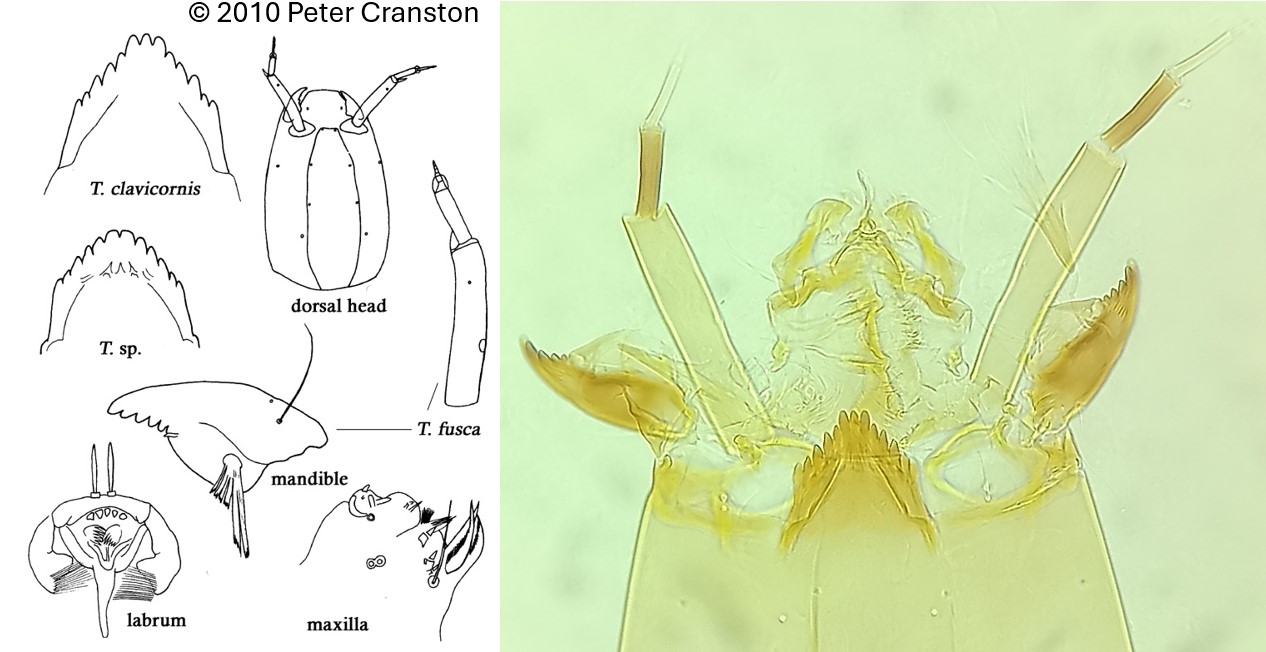 © 2010 Peter Cranston
T. clavicornis
dorsal head
T. sp.
T. fusca
mandible
labrum
maxilla